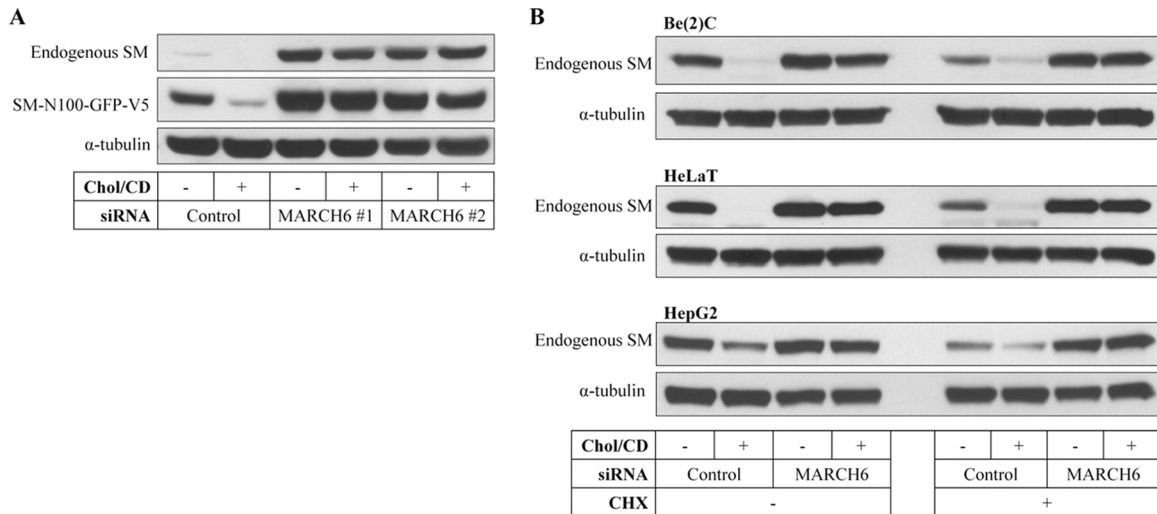 A
Endogenous SM
SM-N100-GFP-V5
α-tubulin
Chol/CD - + - + - +
siRNA Control MARCH6 #1 MARCH6 #2
B
Be(2)C
Endogenous SM
α-tubulin
HeLaT
Endogenous SM
α-tubulin
HepG2
Endogenous SM
α-tubulin
Chol/CD - + - + - + - +
siRNA Control MARCH6 Control MARCH6
CHX - +